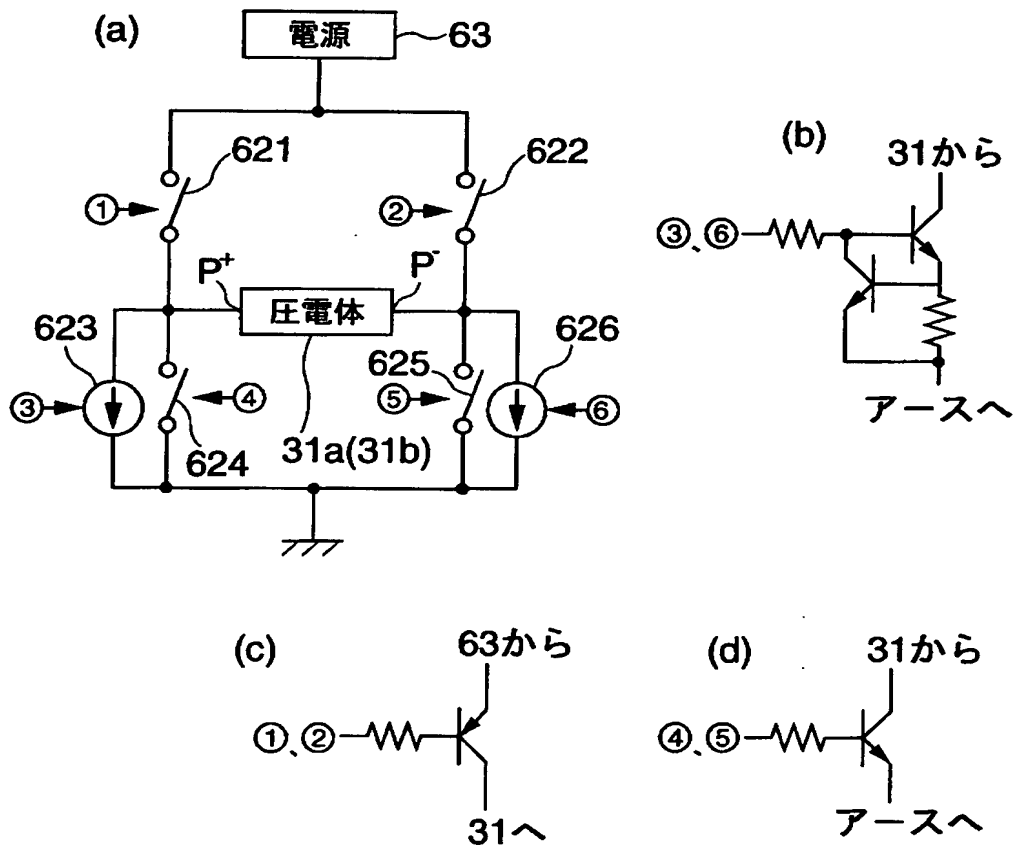 (a)
電源
63
621
622
①
②
P+
P-
圧電体
623
625
626
③
④
⑤
⑥
624
31a(31b)
(b)
31から
③、⑥
アースへ
(c)
63から
①、②
31へ
(d)
31から
④、⑤
アースへ